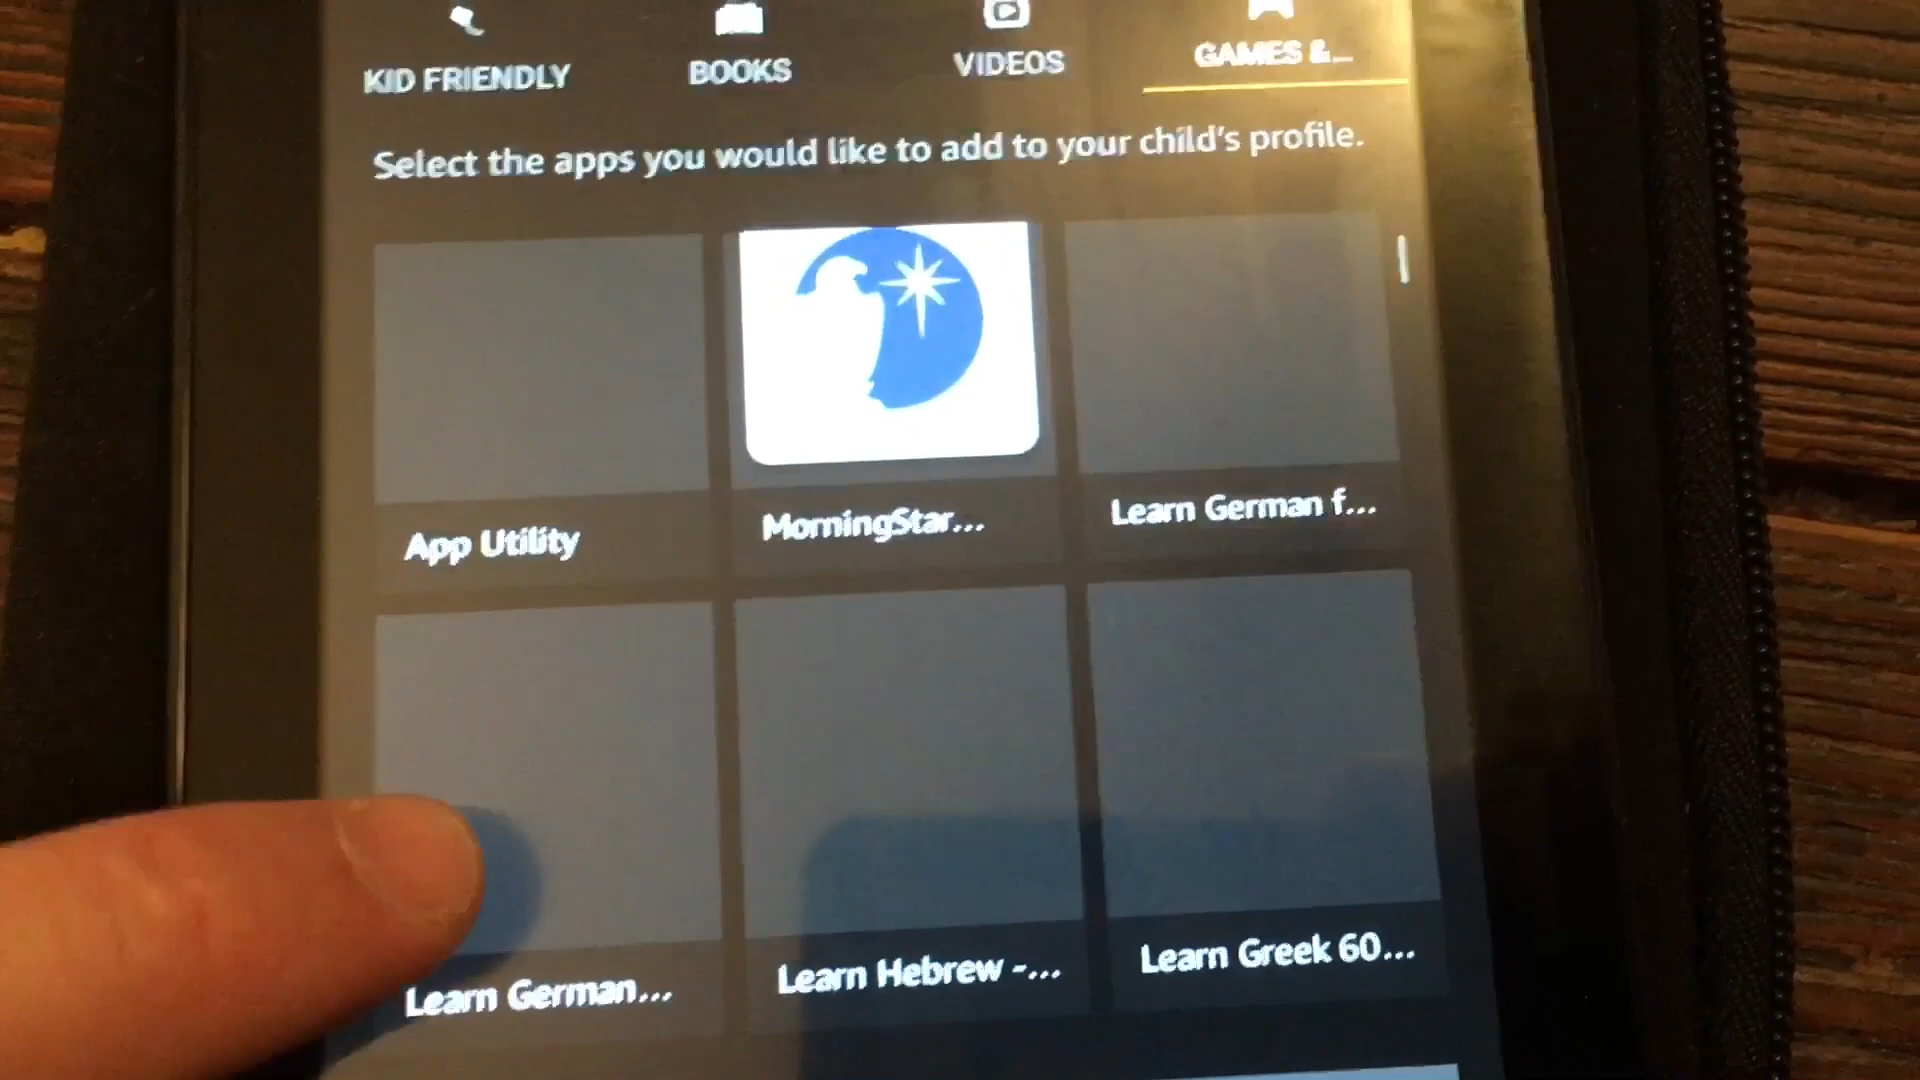 KID FRIENDLY
BOOKS
VIDEOS
GAMES &...
Select the apps you would like to add to your child's profile.
App Utility
MorningStar...
Learn German f...
Learn German...
Learn Hebrew -...
Learn Greek 60...